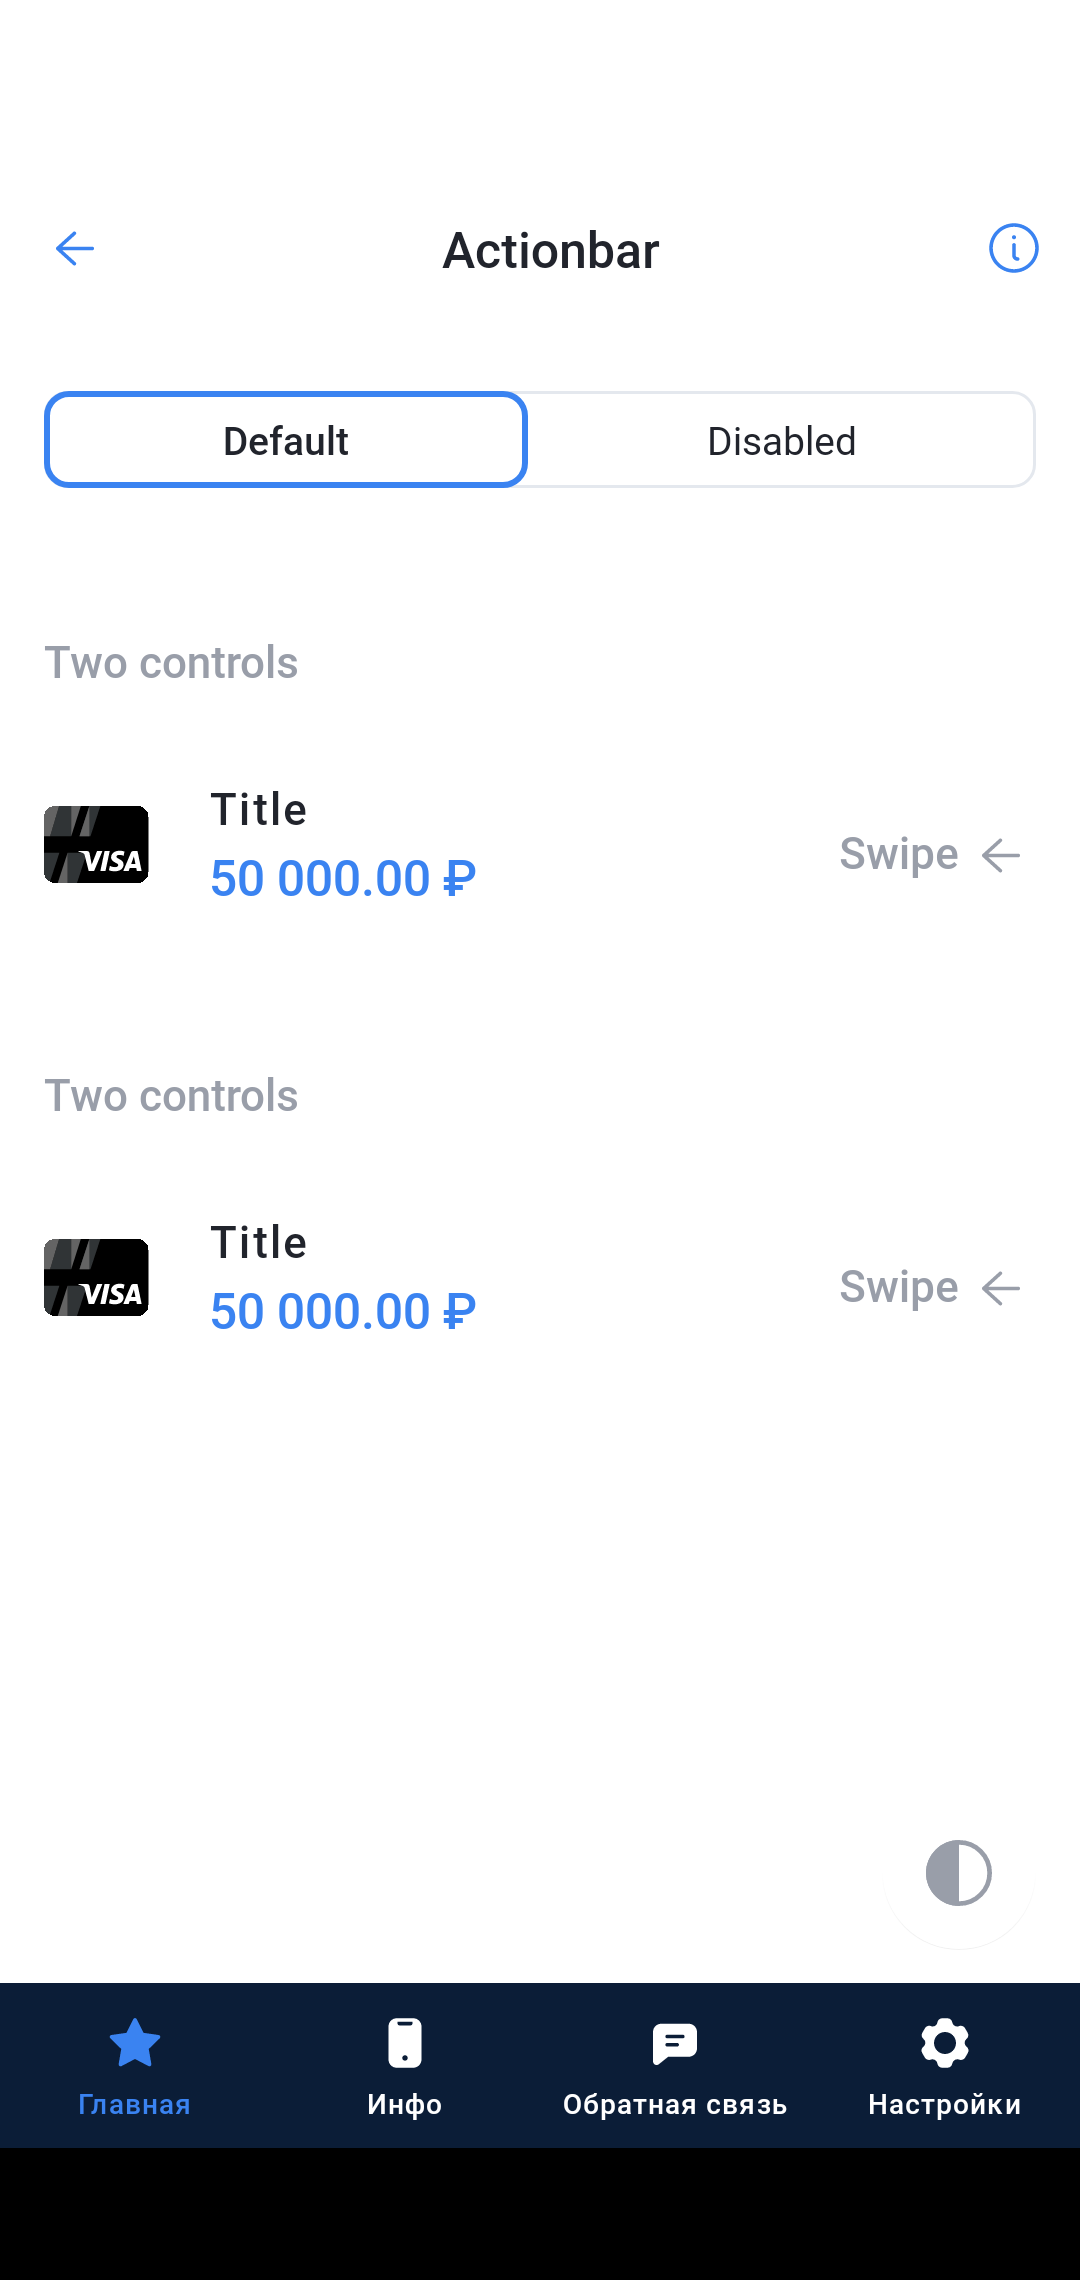 Actionbar
Default
Disabled
Two controls
Title
VISA
50 000.00 ₽
Swipe
Two controls
Title
VISA
50 000.00 ₽
Swipe
Главная
Инфо
Обратная связь
Настройки